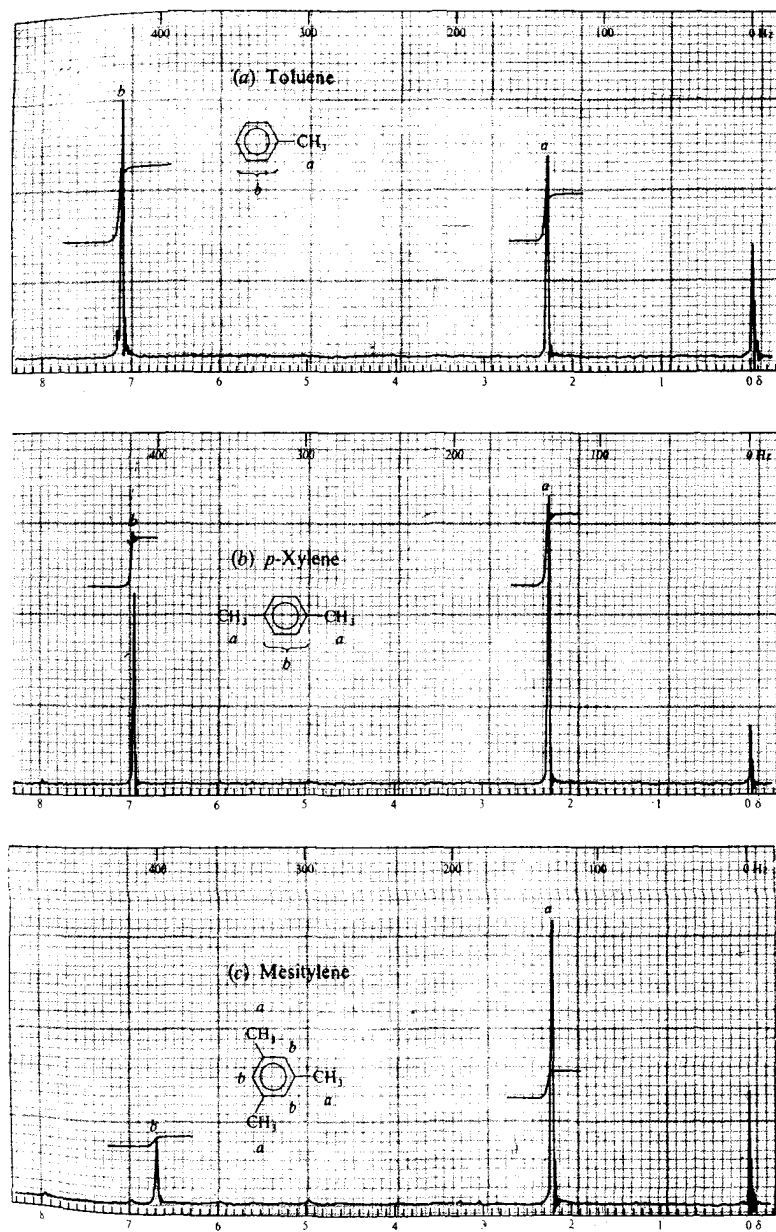 400 300 200 100 0 Hz
(a) Toluene
b
a
CH3
a
b
8 7 6 5 4 3 2 1 0 δ
400 300 200 100 0 Hz
a
b
(b) p-Xylene
CH3 CH3
a a
b
8 7 6 5 4 3 2 1 0 δ
400 300 200 100 0 Hz
a
(c) Mesitylene
a
CH3
b
b CH3
b a
CH3
b
a
8 7 6 5 4 3 2 1 0 δ